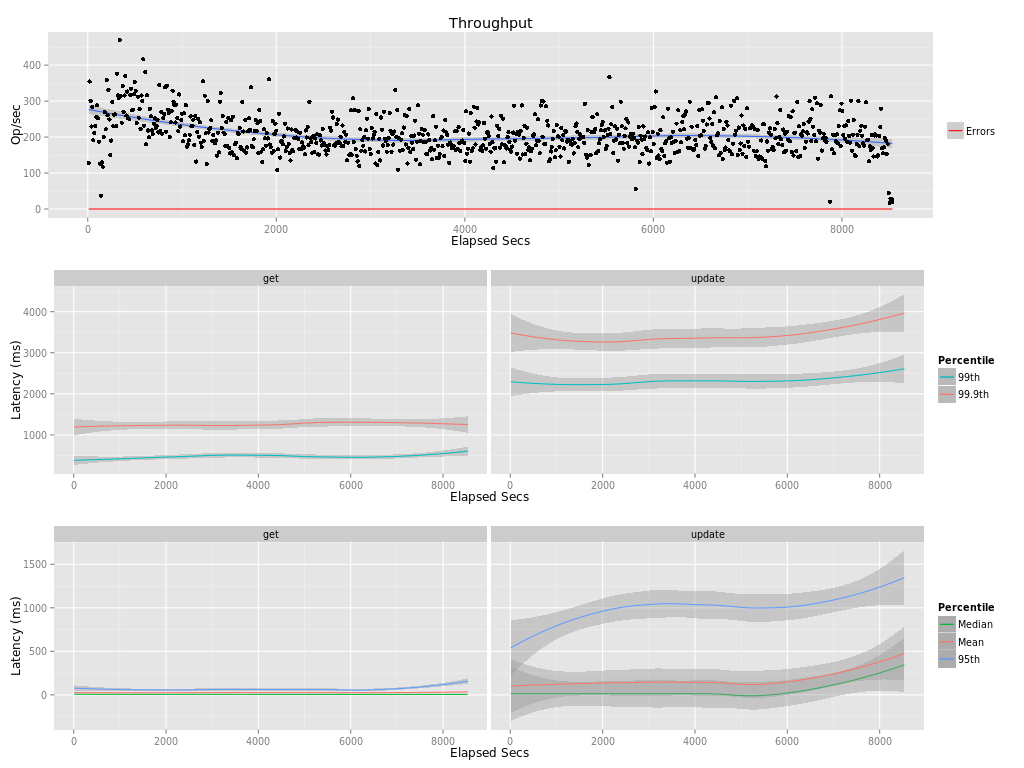 Throughput
400
300
200
100
0
Op/sec
0 2000 4000 6000 8000
Elapsed Secs
Errors
get update
4000
3000
2000
1000
Latency (ms)
0 2000 4000 6000 8000 0 2000 4000 6000 8000
Elapsed Secs
Percentile
99th
99.9th
get update
1500
1000
500
0
Latency (ms)
0 2000 4000 6000 8000 0 2000 4000 6000 8000
Elapsed Secs
Percentile
Median
Mean
95th